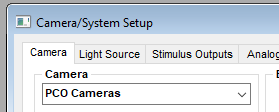 Camera/System Setup
Camera Light Source Stimulus Outputs Analog
Camera
PCO Cameras